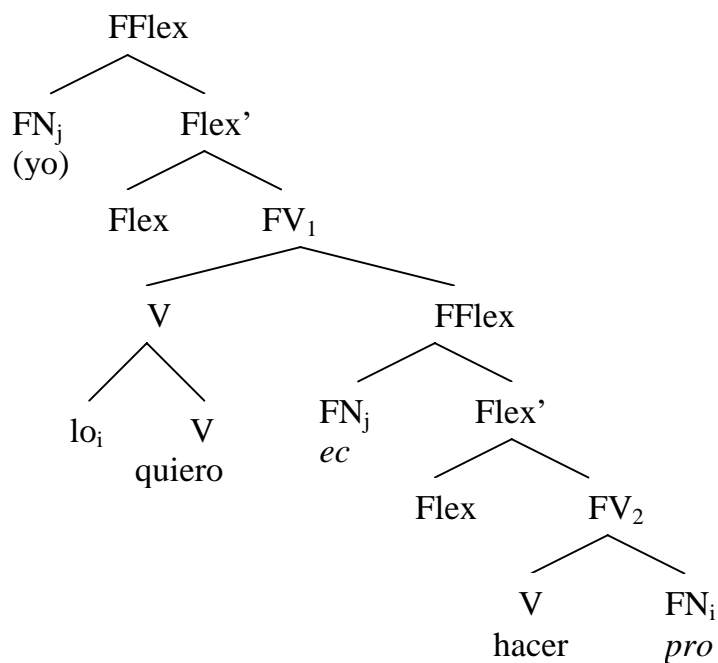 FFlex
FNj Flex’
(yo)
Flex FV1
V FFlex
loi V FNj Flex’
quiero ec
Flex FV2
V FNi
hacer pro